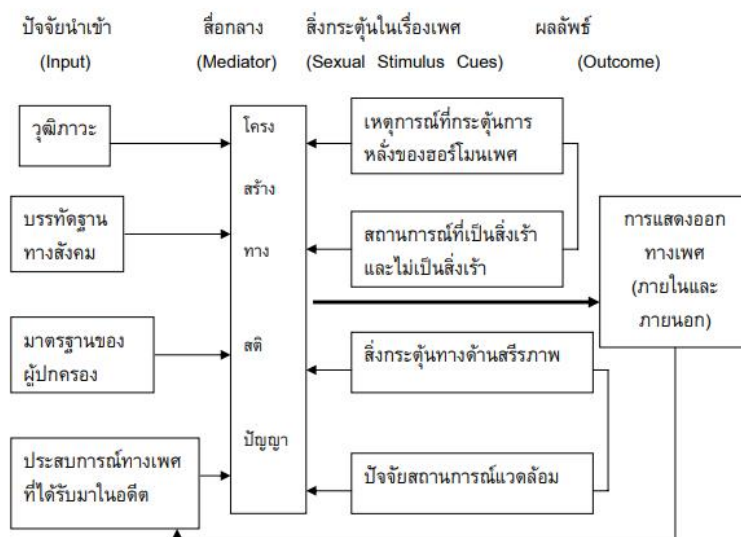 ปัจจัยนำเข้า
(Input)
สื่อกลาง
(Mediator)
สิ่งกระตุ้นในเรื่องเพศ
(Sexual Stimulus Cues)
ผลลัพธ์
(Outcome)
วุฒิภาวะ
บรรทัดฐาน
ทางสังคม
มาตรฐานของ
ผู้ปกครอง
ประสบการณ์ทางเพศ
ที่ได้รับมาในอดีต
โครง
สร้าง
ทาง
สติ
ปัญญา
เหตุการณ์ที่กระตุ้นการ
หลั่งของฮอร์โมนเพศ
สถานการณ์ที่เป็นสิ่งเร้า
และไม่เป็นสิ่งเร้า
สิ่งกระตุ้นทางด้านสรีรภาพ
ปัจจัยสถานการณ์แวดล้อม
การแสดงออก
ทางเพศ
(ภายในและ
ภายนอก)